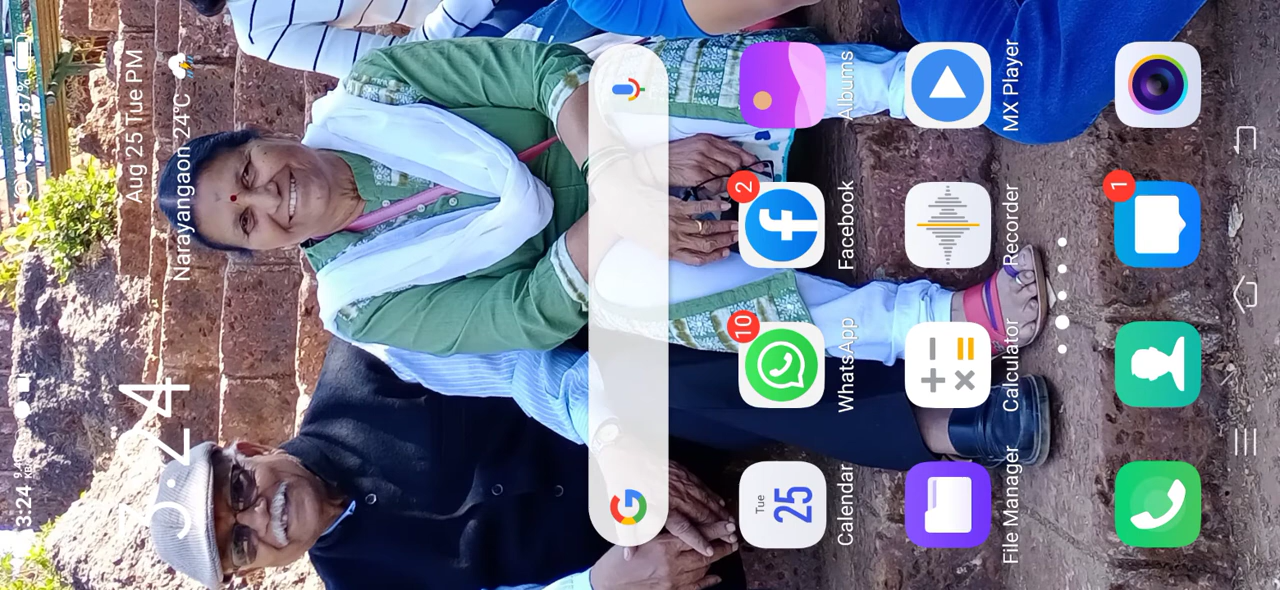 3:24
3:24
Aug 25 Tue PM
Narayangaon 24°C
Tue
25
Calendar
10
WhatsApp
2
Facebook
Albums
File Manager
Calculator
Recorder
MX Player
1